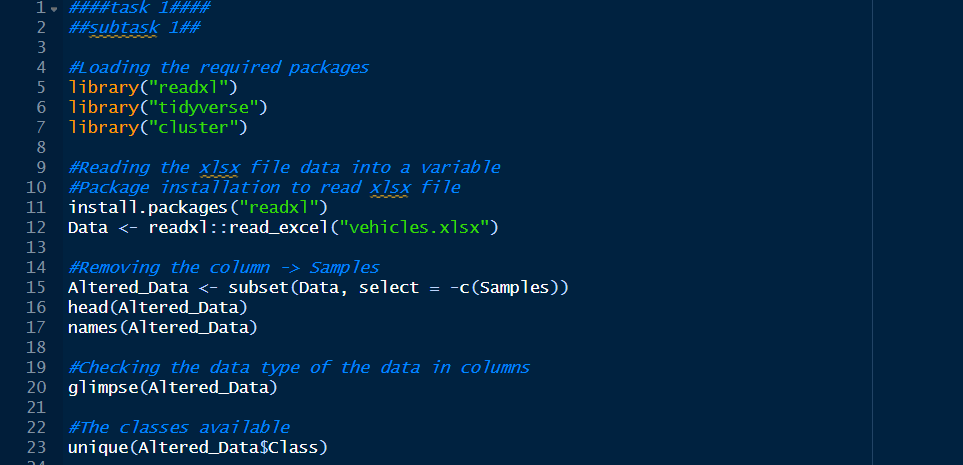 1 ####task 1####
2 ##subtask 1##
3
4 #Loading the required packages
5 library("readxl")
6 library("tidyverse")
7 library("cluster")
8
9 #Reading the xlsx file data into a variable
10 #Package installation to read xlsx file
11 install.packages("readxl")
12 Data <- readxl::read_excel("vehicles.xlsx")
13
14 #Removing the column -> Samples
15 Altered_Data <- subset(Data, select = -c(Samples))
16 head(Altered_Data)
17 names(Altered_Data)
18
19 #Checking the data type of the data in columns
20 glimpse(Altered_Data)
21
22 #The classes available
23 unique(Altered_Data$Class)